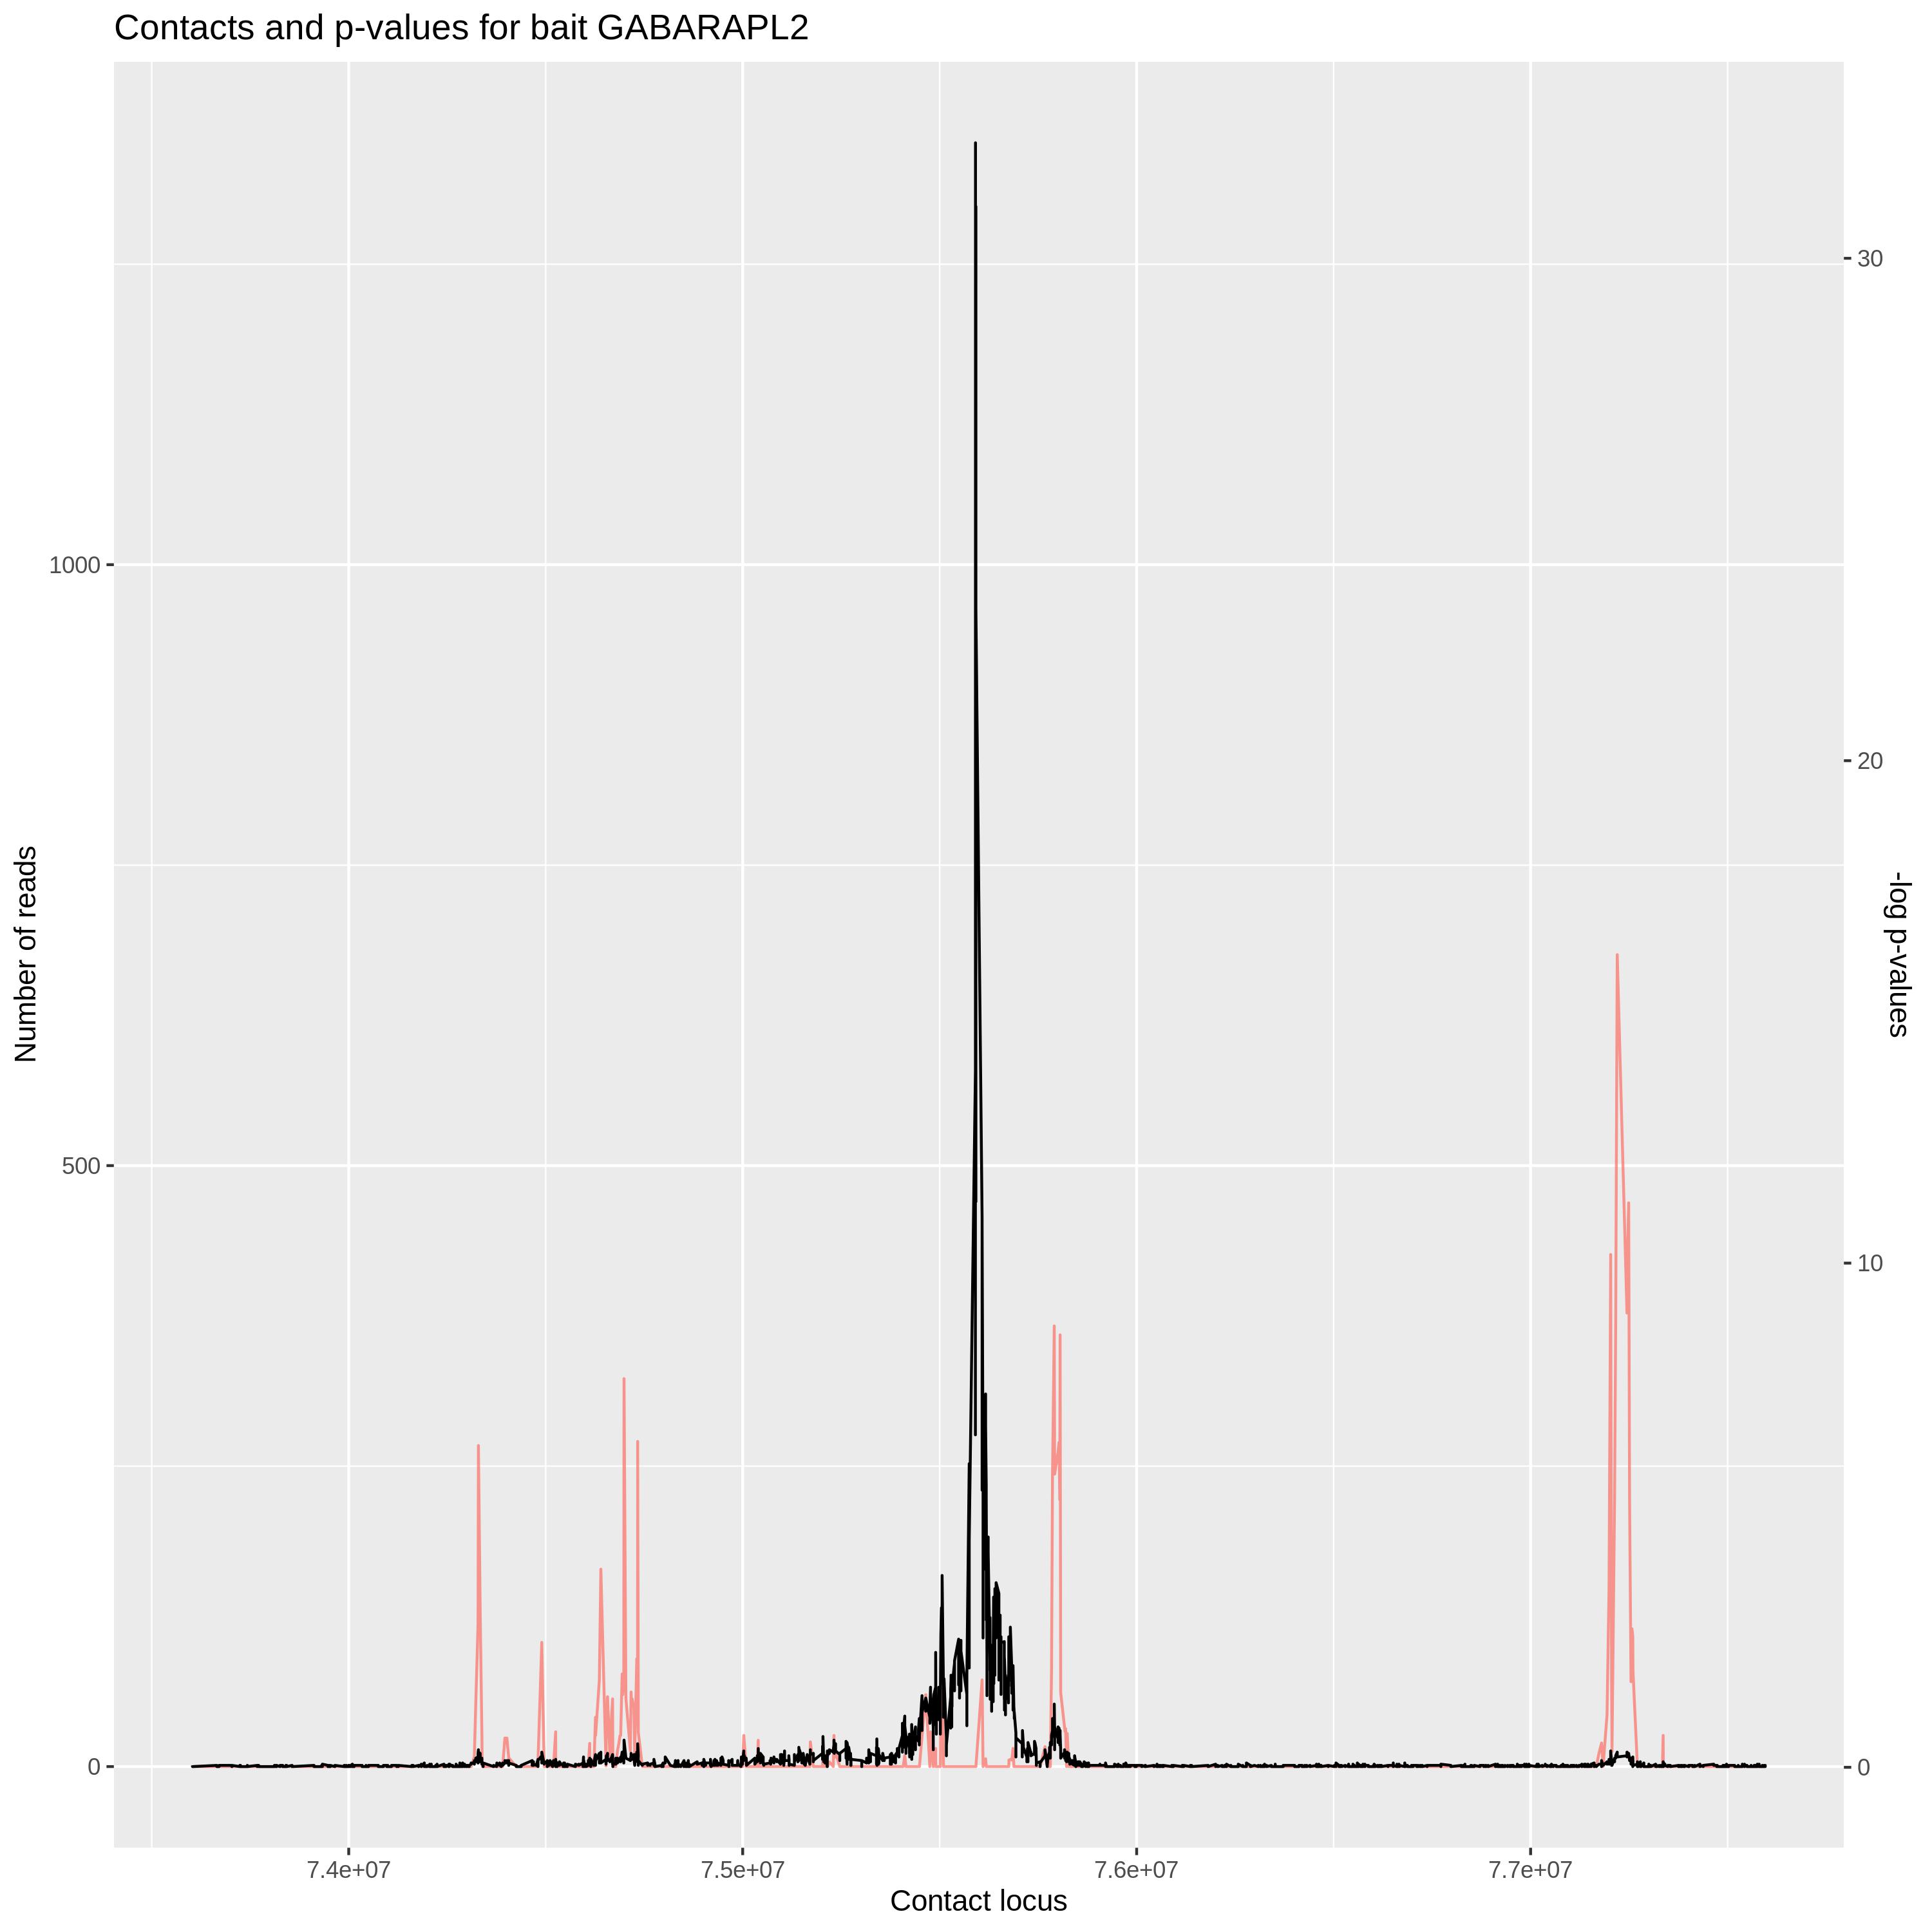 Contacts and p-values for bait GABARAPL2
Number of reads
1000
500
0
30
20
10
0
-log p-values
7.4e+07
7.5e+07
7.6e+07
7.7e+07
Contact locus